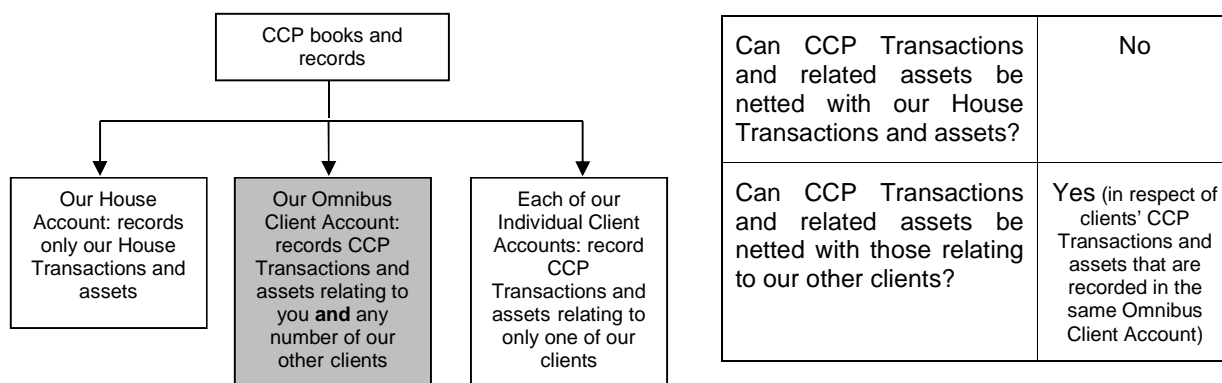 CCP books and
records
Our House
Account: records
only our House
Transactions and
assets
Our Omnibus
Client Account:
records CCP
Transactions and
assets relating to
you and any
number of our
other clients
Each of our
Individual Client
Accounts: record
CCP
Transactions and
assets relating to
only one of our
clients
Can CCP Transactions
and related assets be
netted with our House
Transactions and assets?
No
Can CCP Transactions
and related assets be
netted with those relating
to our other clients?
Yes (in respect of
clients’ CCP
Transactions and
assets that are
recorded in the
same Omnibus
Client Account)